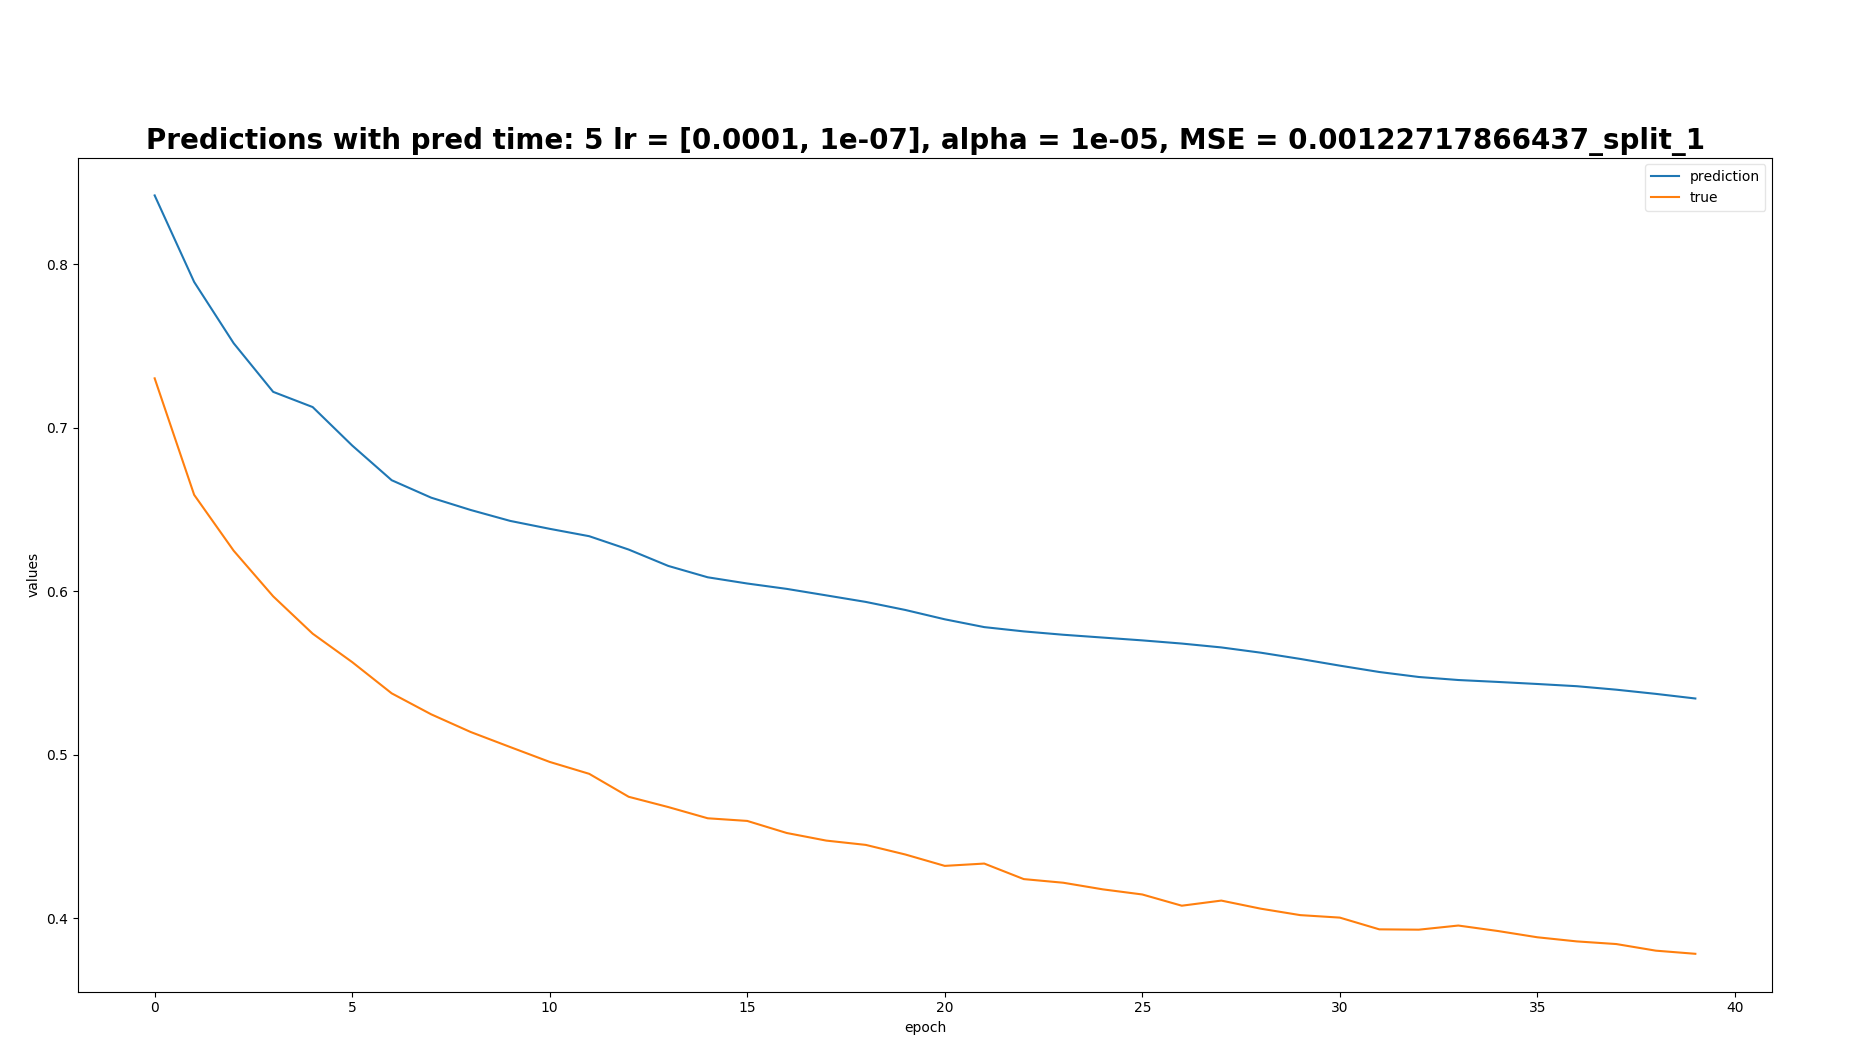 Predictions with pred time: 5 lr = [0.0001, 1e-07], alpha = 1e-05, MSE = 0.00122717866437_split_1
prediction
true
values
0.8
0.7
0.6
0.5
0.4
0 5 10 15 20 25 30 35 40
epoch